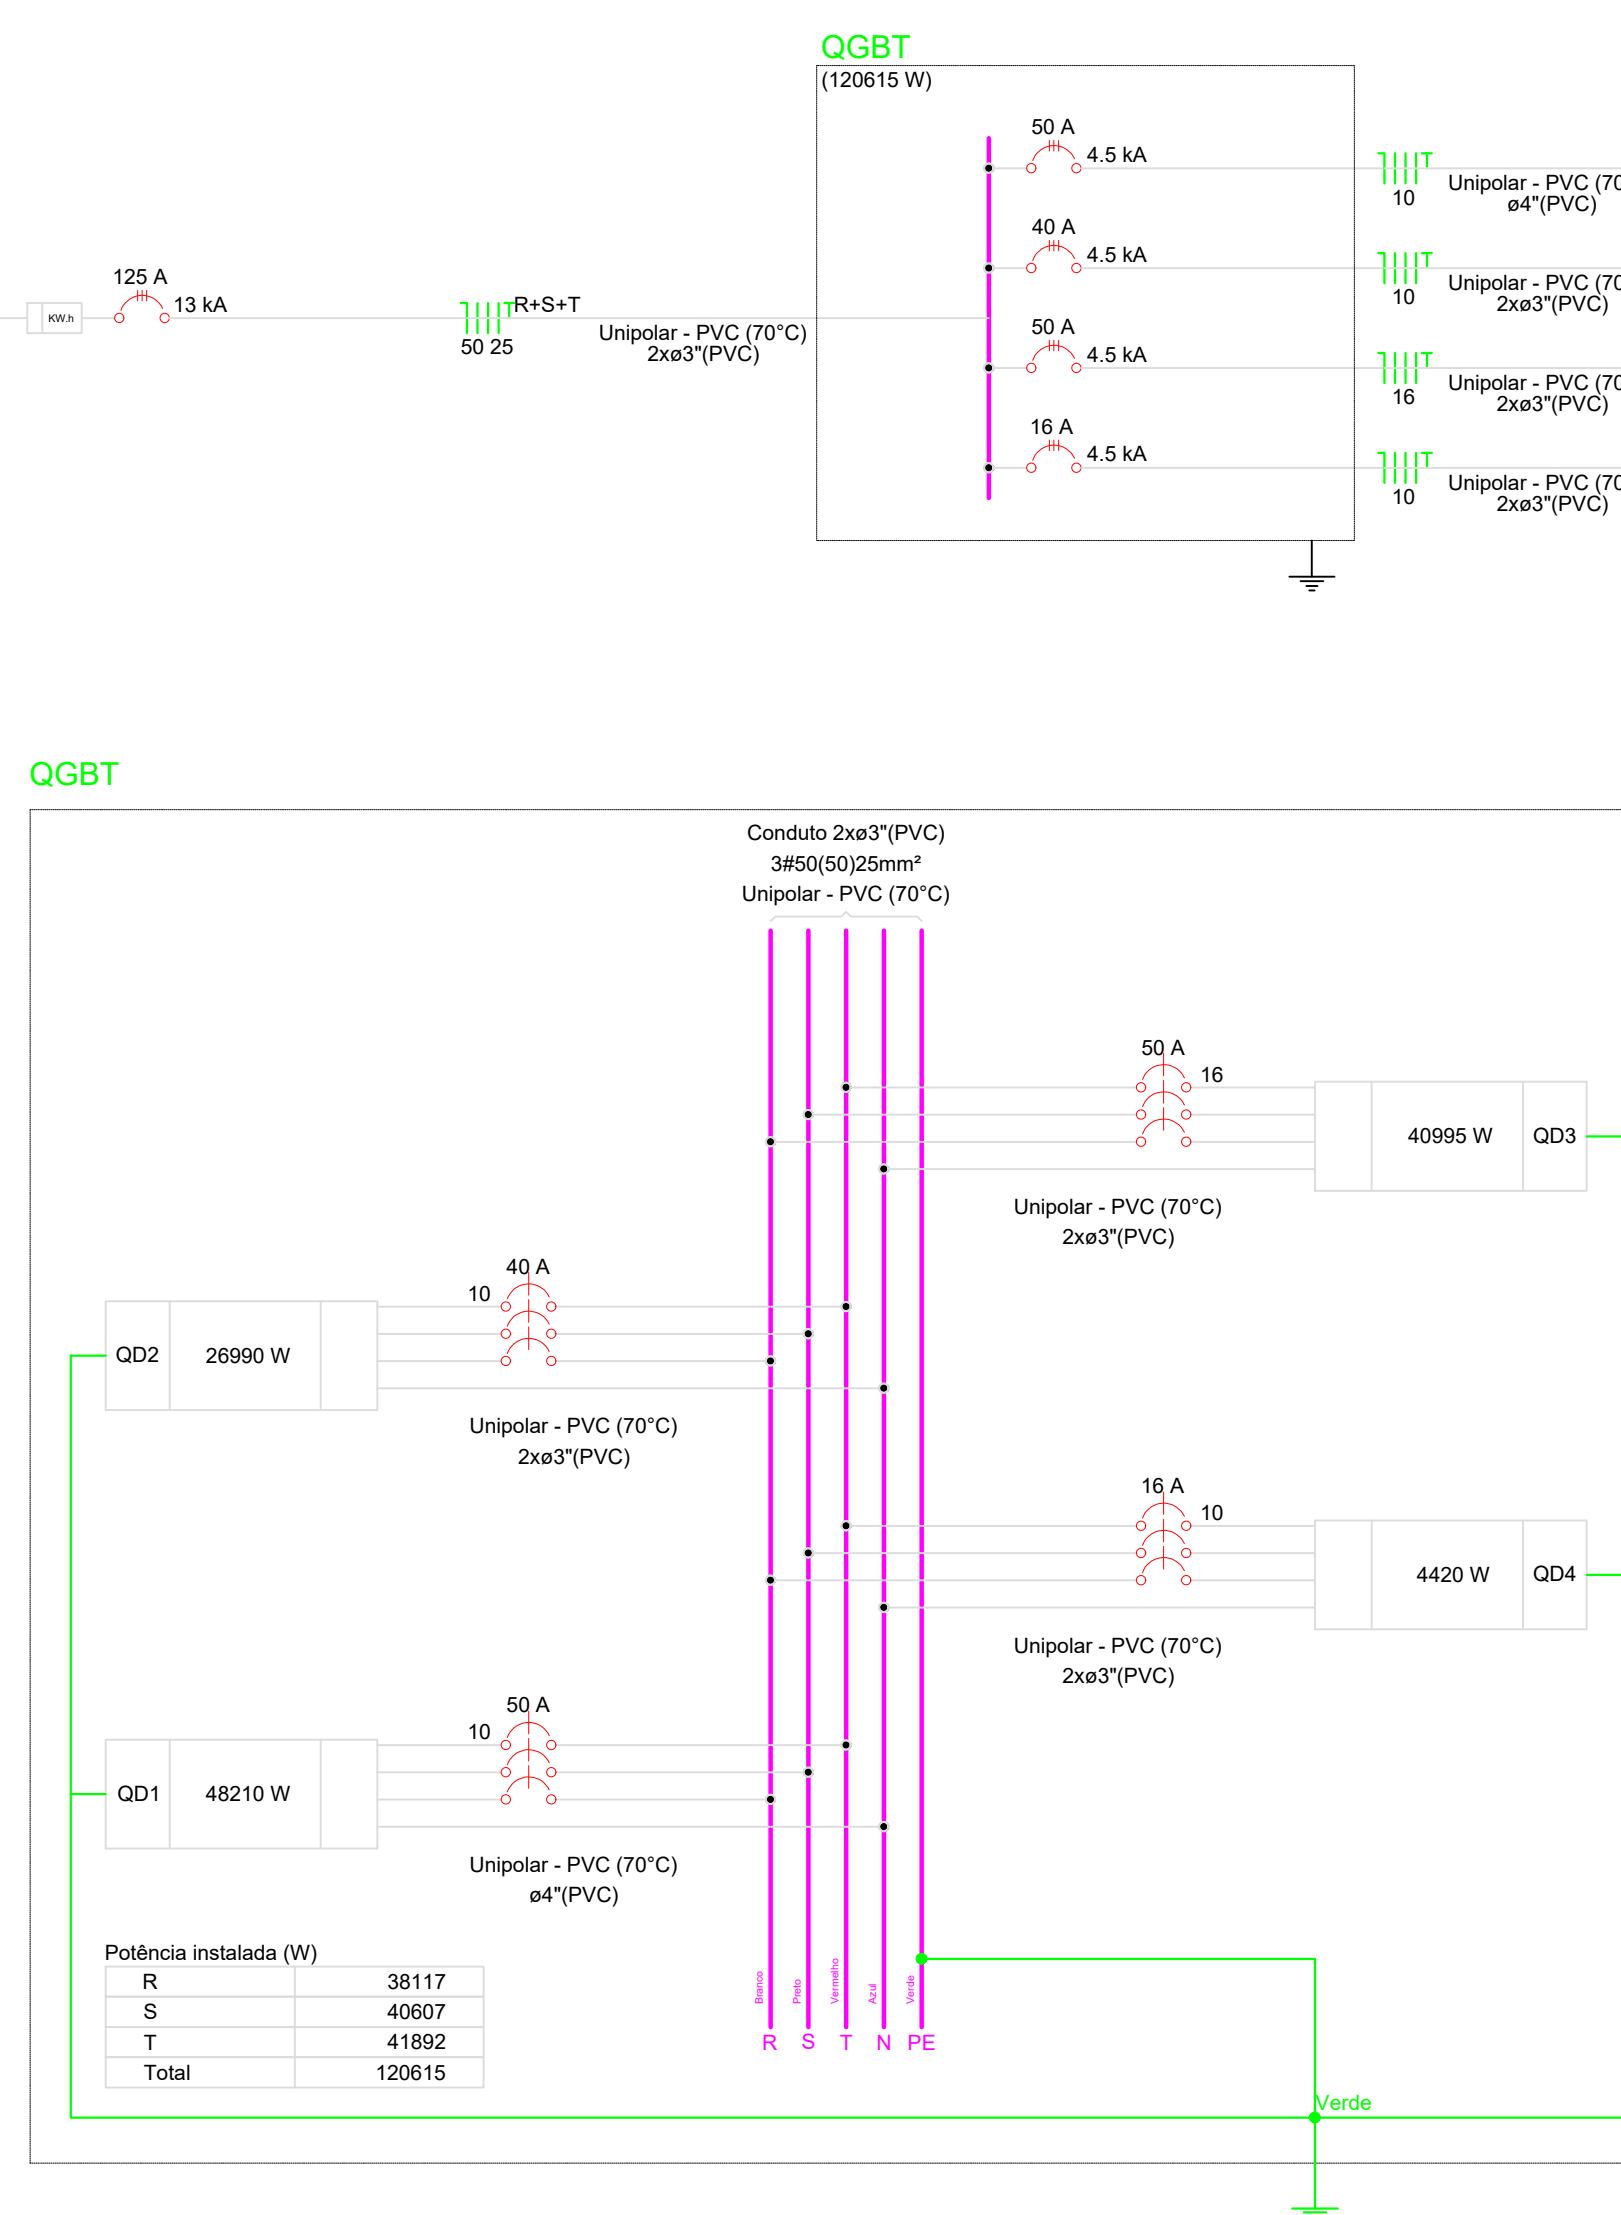 QGBT
(120615 W)
50 A
4.5 kA
10
Unipolar - PVC (70
ø4"(PVC)
40 A
4.5 kA
10
Unipolar - PVC (70
2xø3"(PVC)
125 A
13 kA
KW.h
R+S+T
50 25
Unipolar - PVC (70°C)
2xø3"(PVC)
50 A
4.5 kA
16
Unipolar - PVC (70
2xø3"(PVC)
16 A
4.5 kA
10
Unipolar - PVC (70
2xø3"(PVC)
QGBT
Conduto 2xø3"(PVC)
3#50(50)25mm²
Unipolar - PVC (70°C)
50 A
16
40995 W
QD3
Unipolar - PVC (70°C)
2xø3"(PVC)
40 A
10
QD2
26990 W
Unipolar - PVC (70°C)
2xø3"(PVC)
16 A
10
4420 W
QD4
Unipolar - PVC (70°C)
2xø3"(PVC)
50 A
10
QD1
48210 W
Unipolar - PVC (70°C)
ø4"(PVC)
Potência instalada (W)
R 38117
S 40607
T 41892
Total 120615
Branco
Preto
Vermelho
Azul
Verde
R S T N PE
Verde